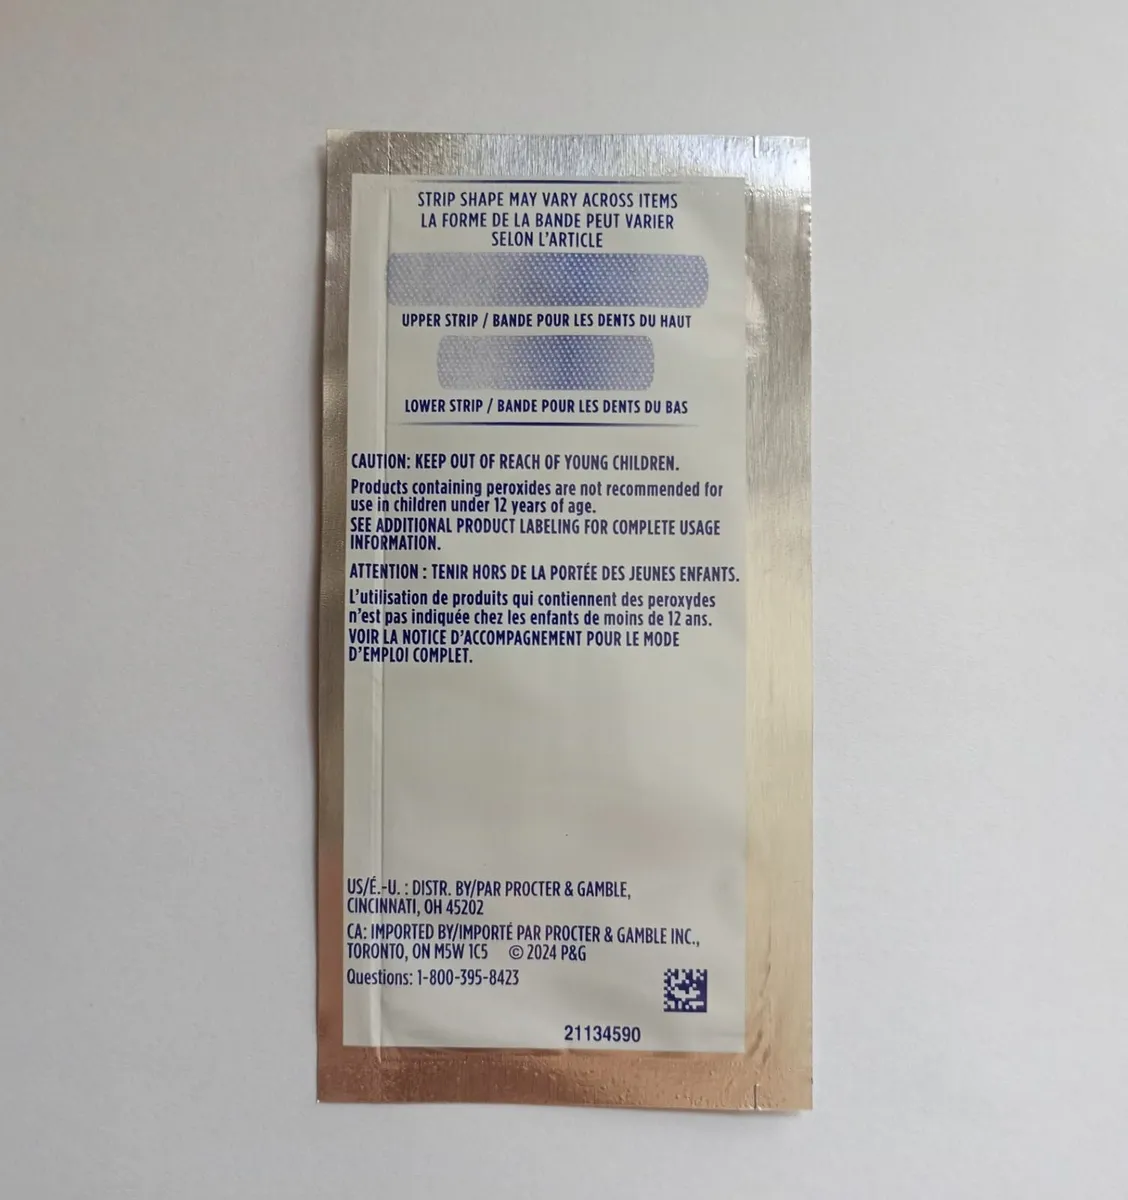 STRIP SHAPE MAY VARY ACROSS ITEMS
LA FORME DE LA BANDE PEUT VARIER
SELON L'ARTICLE
UPPER STRIP / BANDE POUR LES DENTS DU HAUT
LOWER STRIP / BANDE POUR LES DENTS DU BAS
CAUTION: KEEP OUT OF REACH OF YOUNG CHILDREN.
Products containing peroxides are not recommended for
use in children under 12 years of age.
SEE ADDITIONAL PRODUCT LABELING FOR COMPLETE USAGE
INFORMATION.
ATTENTION : TENIR HORS DE LA PORTÉE DES JEUNES ENFANTS.
L'utilisation de produits qui contiennent des peroxydes
n'est pas indiquée chez les enfants de moins de 12 ans.
VOIR LA NOTICE D'ACCOMPAGNEMENT POUR LE MODE
D'EMPLOI COMPLET.
US/É.-U. : DISTR. BY/PAR PROCTER & GAMBLE,
CINCINNATI, OH 45202
CA: IMPORTED BY/IMPORTÉ PAR PROCTER & GAMBLE INC.,
TORONTO, ON M5W 1C5 © 2024 P&G
Questions: 1-800-395-8423
21134590